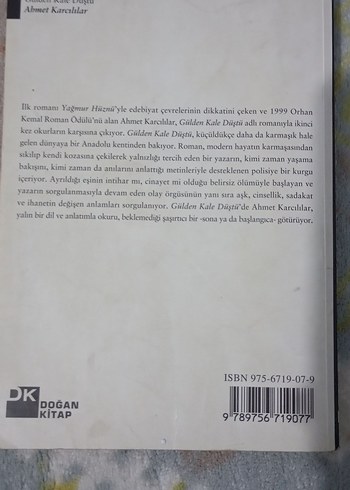 Gülden Kale Düştü
Ahmet Karcılılar
İlk romanı Yağmur Hüznü'yle edebiyat çevrelerinin dikkatini çeken ve 1999 Orhan
Kemal Roman Ödülü'nü alan Ahmet Karcılılar, Gülden Kale Düştü adlı romanıyla ikinci
kez okurların karşısına çıkıyor. Gülden Kale Düştü, küçüldükçe daha da karmaşık hale
gelen dünyaya bir Anadolu kentinden bakıyor. Roman, modern hayatın karmaşasından
sıkılıp kendi kozasına çekilerek yalnızlığı tercih eden bir yazarın, kimi zaman yaşama
bakışını, kimi zaman da anılarını anlattığı metinleriyle desteklenen polisiye bir kurgu
içeriyor. Ayrıldığı eşinin intihar mı, cinayet mi olduğu belirsiz ölümüyle başlayan ve
yazarın sorgulanmasıyla devam eden olay örgüsünün yanı sıra aşk, cinsellik, sadakat
ve ihanetin değişen anlamları sorgulanıyor. Gülden Kale Düştü'de Ahmet Karcılılar,
yalın bir dil ve anlatımla okuru, beklemediği şaşırtıcı bir -sona ya da başlangıca- götürüyor.
ISBN 975-6719-07-9
9 789756 719077
DK
DOĞAN
KİTAP